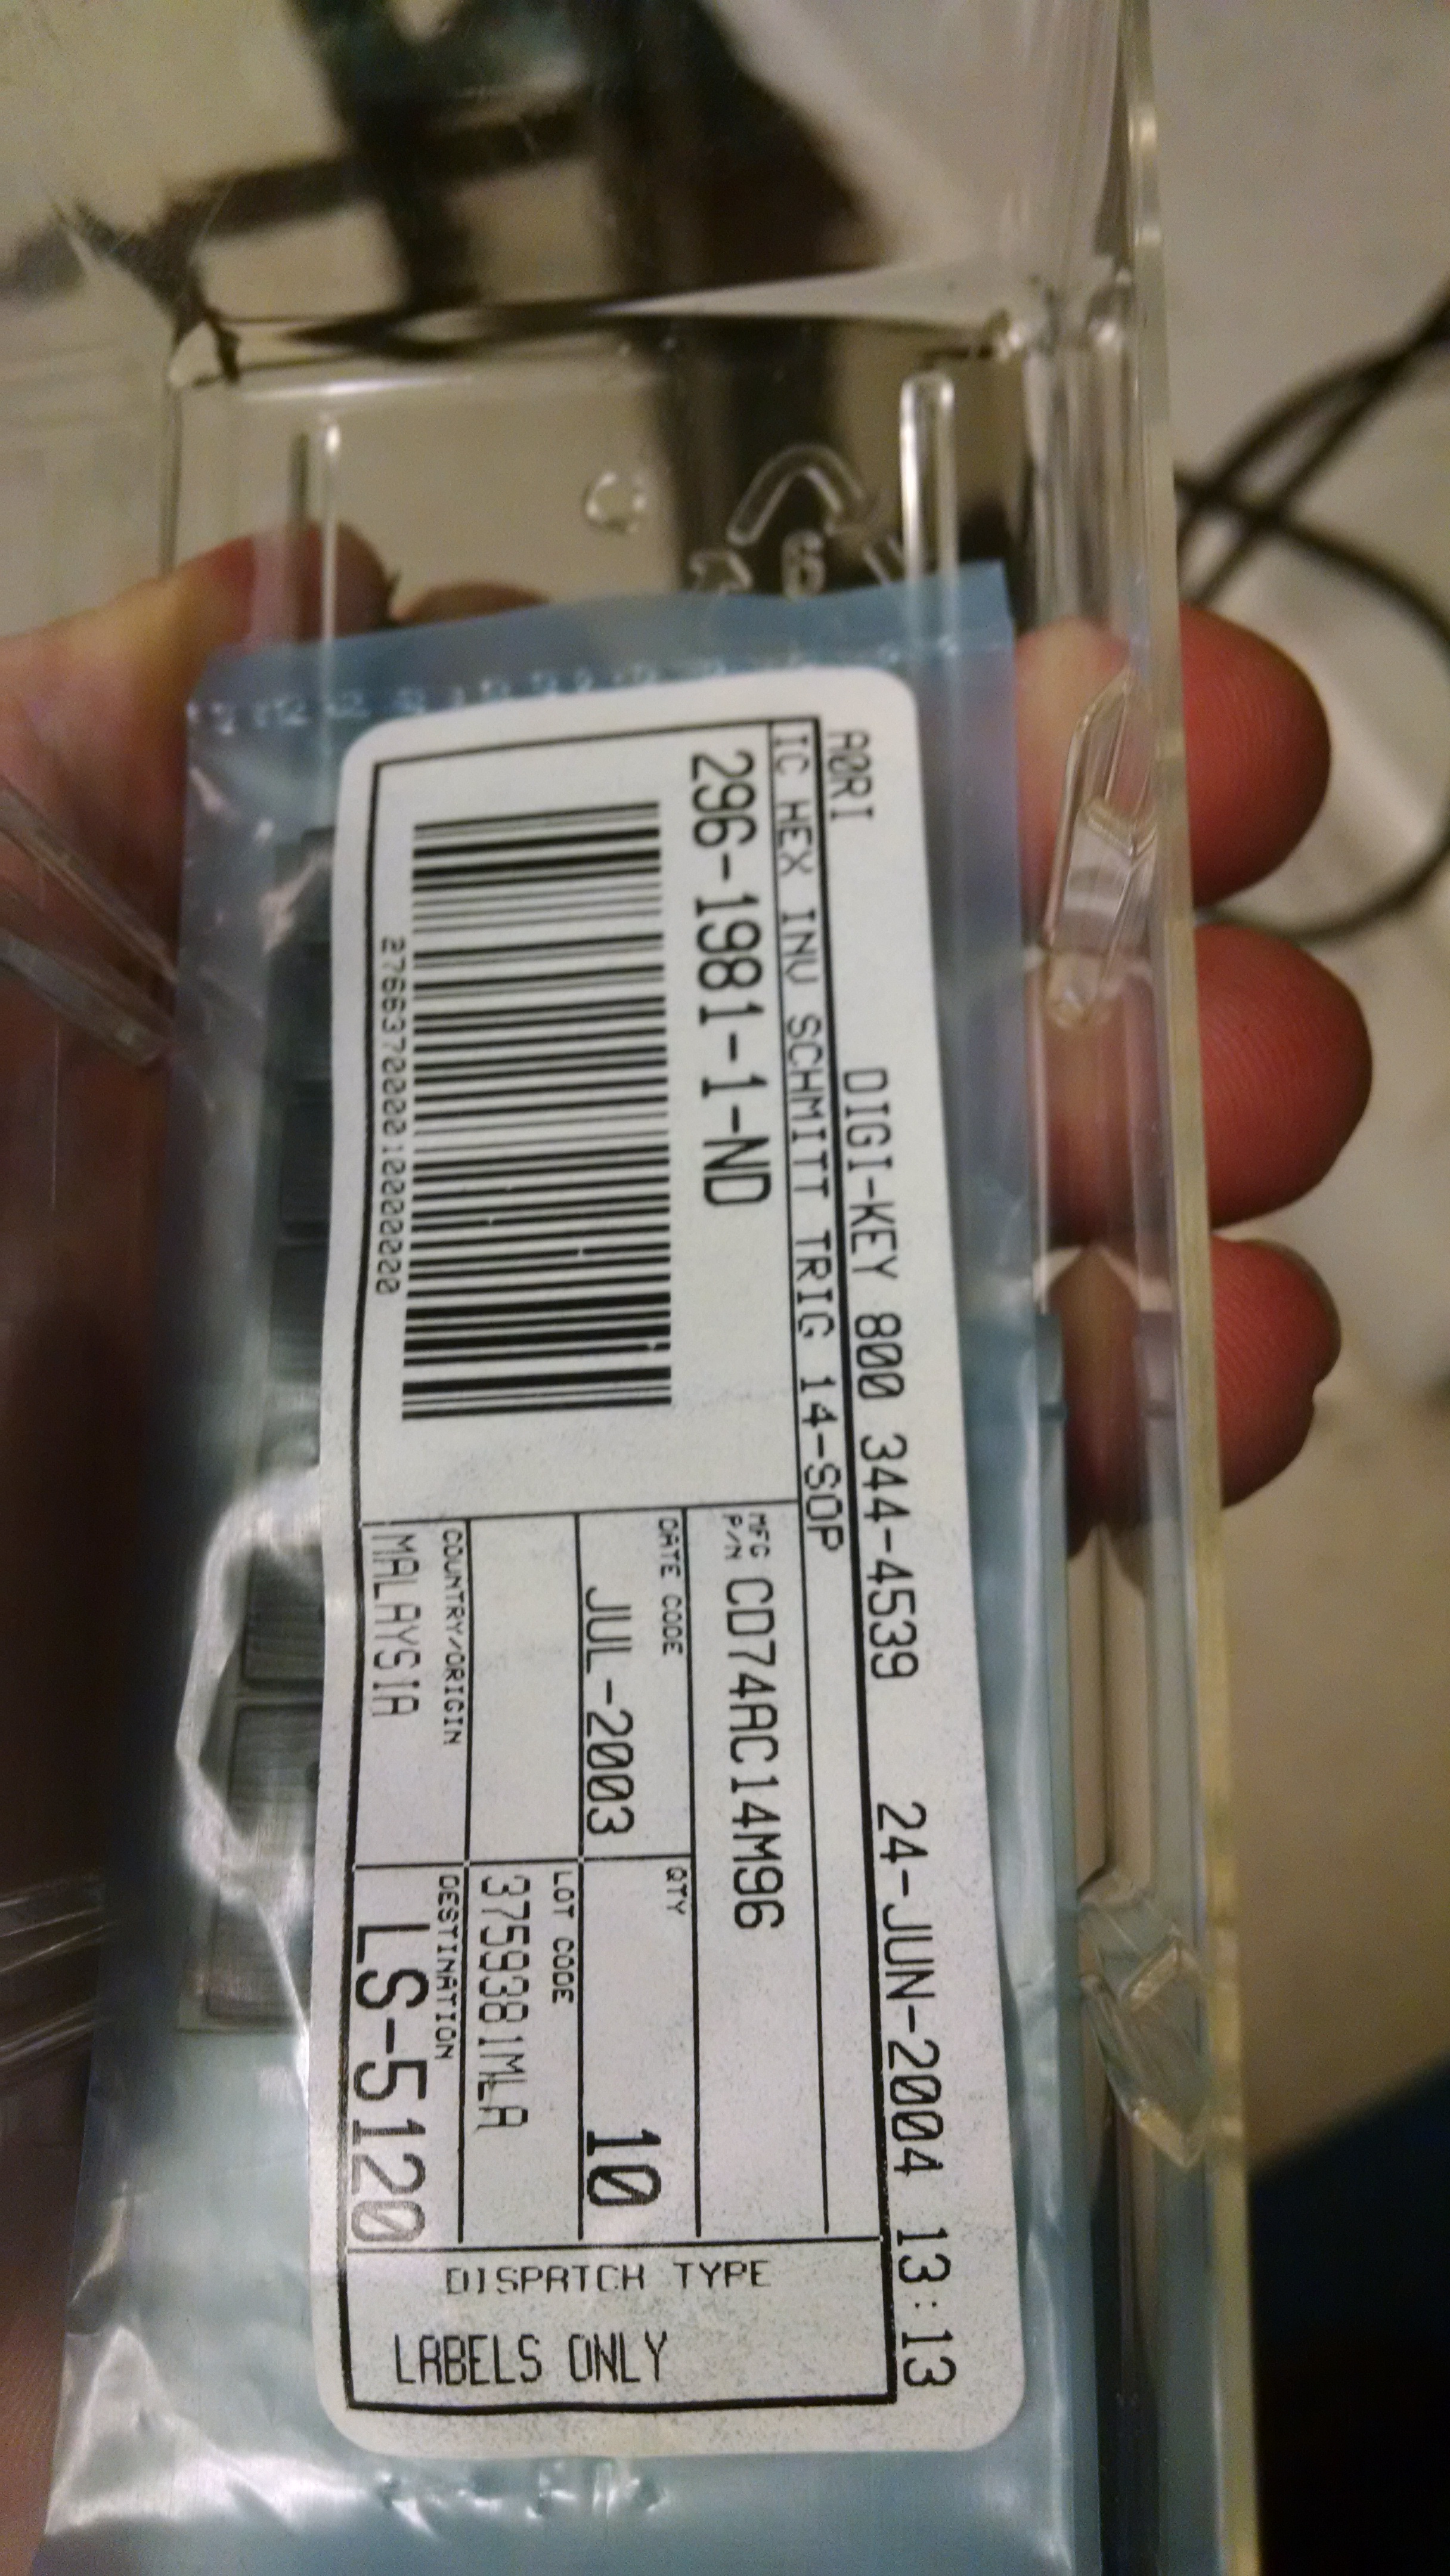 AØRI DIGI-KEY 800 344-4539 24-JUN-2004 13:13
IC HEX INV SCHMITT TRIG 14-SOP
296-1981-1-ND
MFG P/N CD74AC14M96
DATE CODE JUL-2003
QTY 10
LOT CODE 3759381MLA
COUNTRY/ORIGIN MALAYSIA
DESTINATION LS-5120
DISPATCH TYPE
LABELS ONLY